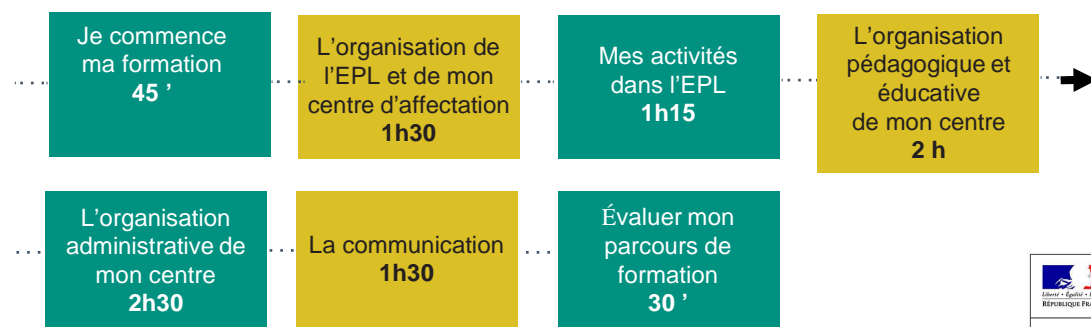 Je commence
ma formation
45 ’
L’organisation de
l’EPL et de mon
centre d’affectation
1h30
Mes activités
dans l’EPL
1h15
L’organisation
pédagogique et
éducative
de mon centre
2 h
L’organisation
administrative de
mon centre
2h30
La communication
1h30
Évaluer mon
parcours de
formation
30 ’
Liberté • Égalité •
RÉPUBLIQUE FRA